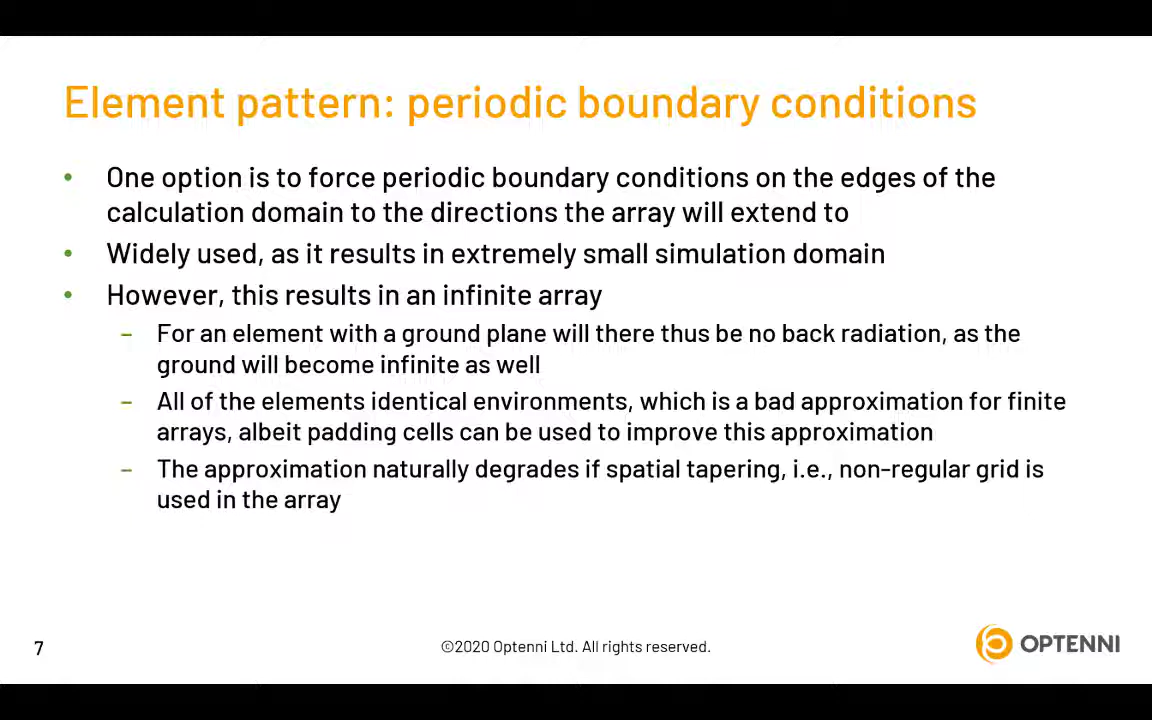 Element pattern: periodic boundary conditions
• One option is to force periodic boundary conditions on the edges of the
calculation domain to the directions the array will extend to
• Widely used, as it results in extremely small simulation domain
• However, this results in an infinite array
– For an element with a ground plane will there thus be no back radiation, as the
ground will become infinite as well
– All of the elements identical environments, which is a bad approximation for finite
arrays, albeit padding cells can be used to improve this approximation
– The approximation naturally degrades if spatial tapering, i.e., non-regular grid is
used in the array
7
©2020 Optenni Ltd. All rights reserved.
OPTENNI